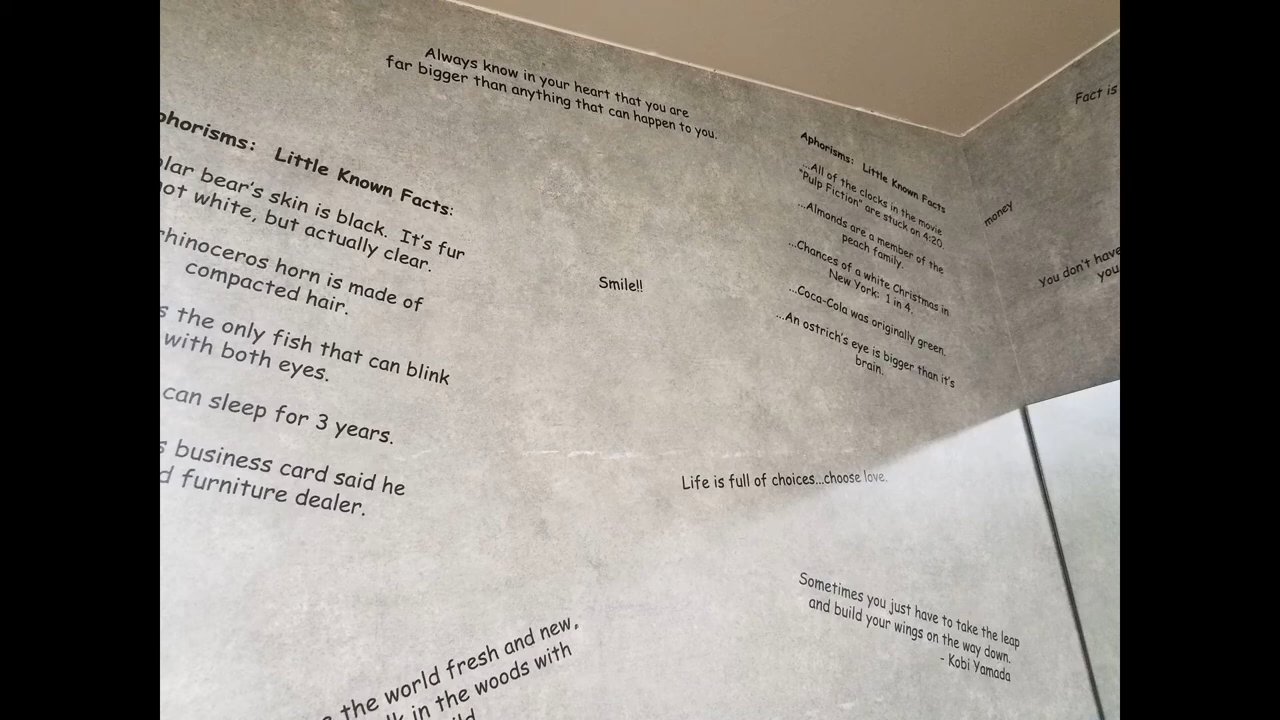 Always know in your heart that you are
far bigger than anything that can happen to you.
Little Known Facts:
bear's skin is black. It's fur
not white, but actually clear.
rhinoceros horn is made of
compacted hair.
the only fish that can blink
with both eyes.
can sleep for 3 years.
business card said he
furniture dealer.
Smile!!
Aphorisms: Little Known Facts
...All of the clocks in the movie
"Pulp Fiction" are stuck on 4:20.
...Almonds are a member of the
peach family.
...Chances of a white Christmas in
New York: 1 in 4.
...Coca-Cola was originally green.
...An ostrich's eye is bigger than it's
brain.
Fact is
money
You don't have
you
Life is full of choices...choose love.
Sometimes you just have to take the leap
and build your wings on the way down.
- Kobi Yamada
the world fresh and new,
in the woods with